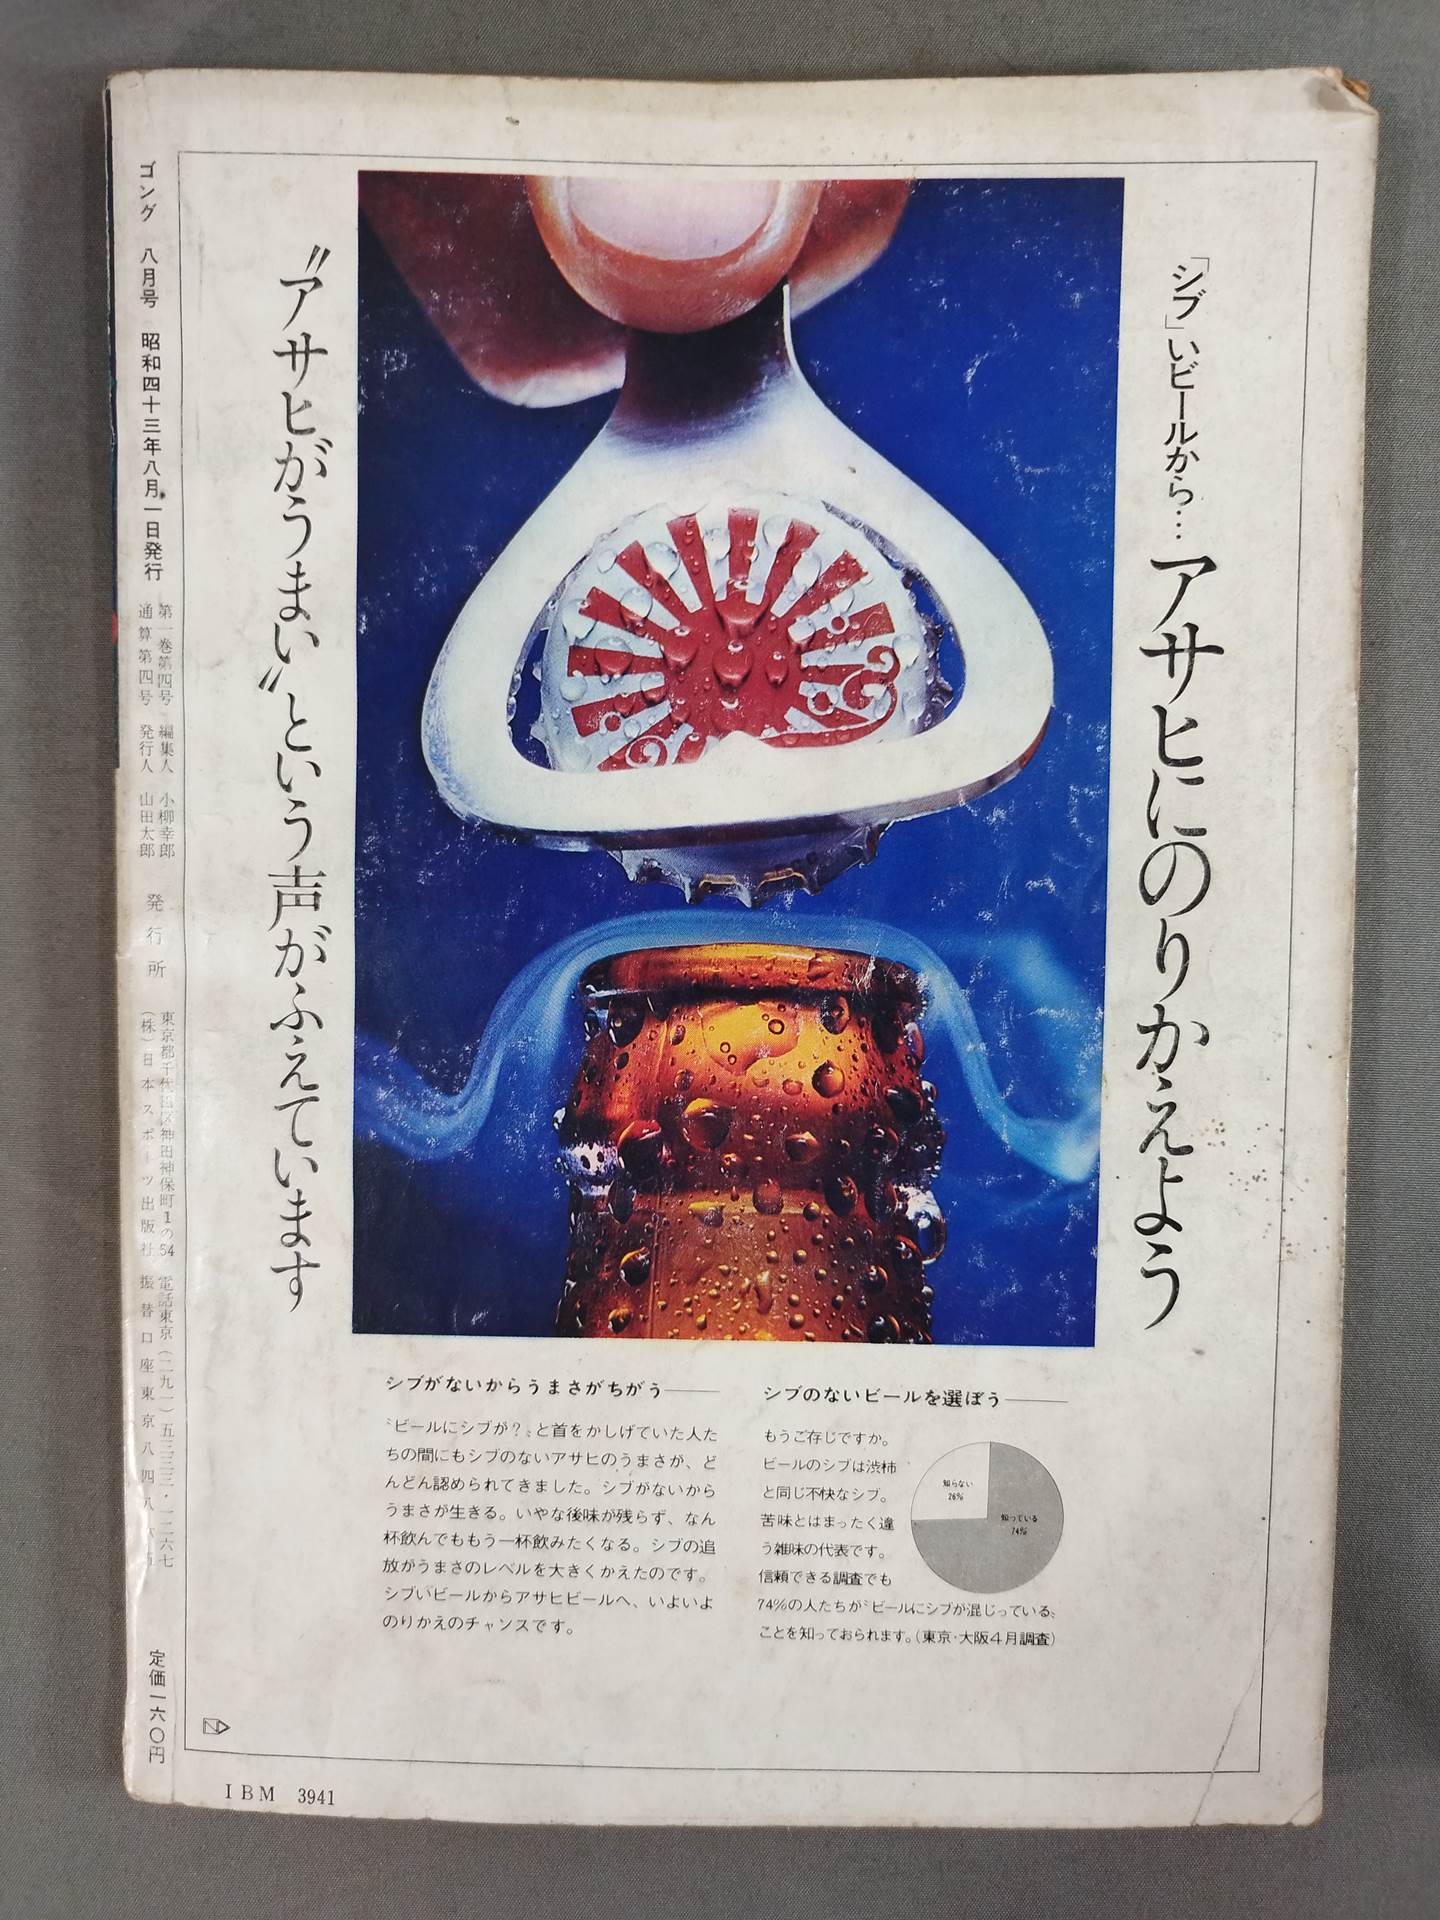 「シブ」いビールから…アサヒにのりかえよう
〝アサヒがうまい〟という声がふえています
シブのないビールを選ぼう
もうご存じですか。
ビールのシブは渋柿
と同じ不快なシブ。
苦味とはまったく違
う雑味の代表です。
信頼できる調査でも
74%の人たちが〝ビールにシブが混じっている〟
ことを知っておられます。(東京・大阪4月調査)
知らない
26%
知っている
74%
シブがないからうまさがちがう
〝ビールにシブが?〟と首をかしげていた人た
ちの間にもシブのないアサヒのうまさが、ど
んどん認められてきました。シブがないから
うまさが生きる。いやな後味が残らず、なん
杯飲んでももう一杯飲みたくなる。シブの追
放がうまさのレベルを大きくかえたのです。
シブいビールからアサヒビールへ、いよいよ
のりかえのチャンスです。
ゴング 八月号 昭和四十三年八月一日発行
第一巻第四号 編集人 小柳幸郎
通算第四号 発行人 山田太郎
発行所
東京都千代田区神田神保町1の54 電話東京(二九一)五三三三・一二六七
(株)日本スポーツ出版社 振替口座東京八四八六
定価一六〇円
IBM 3941